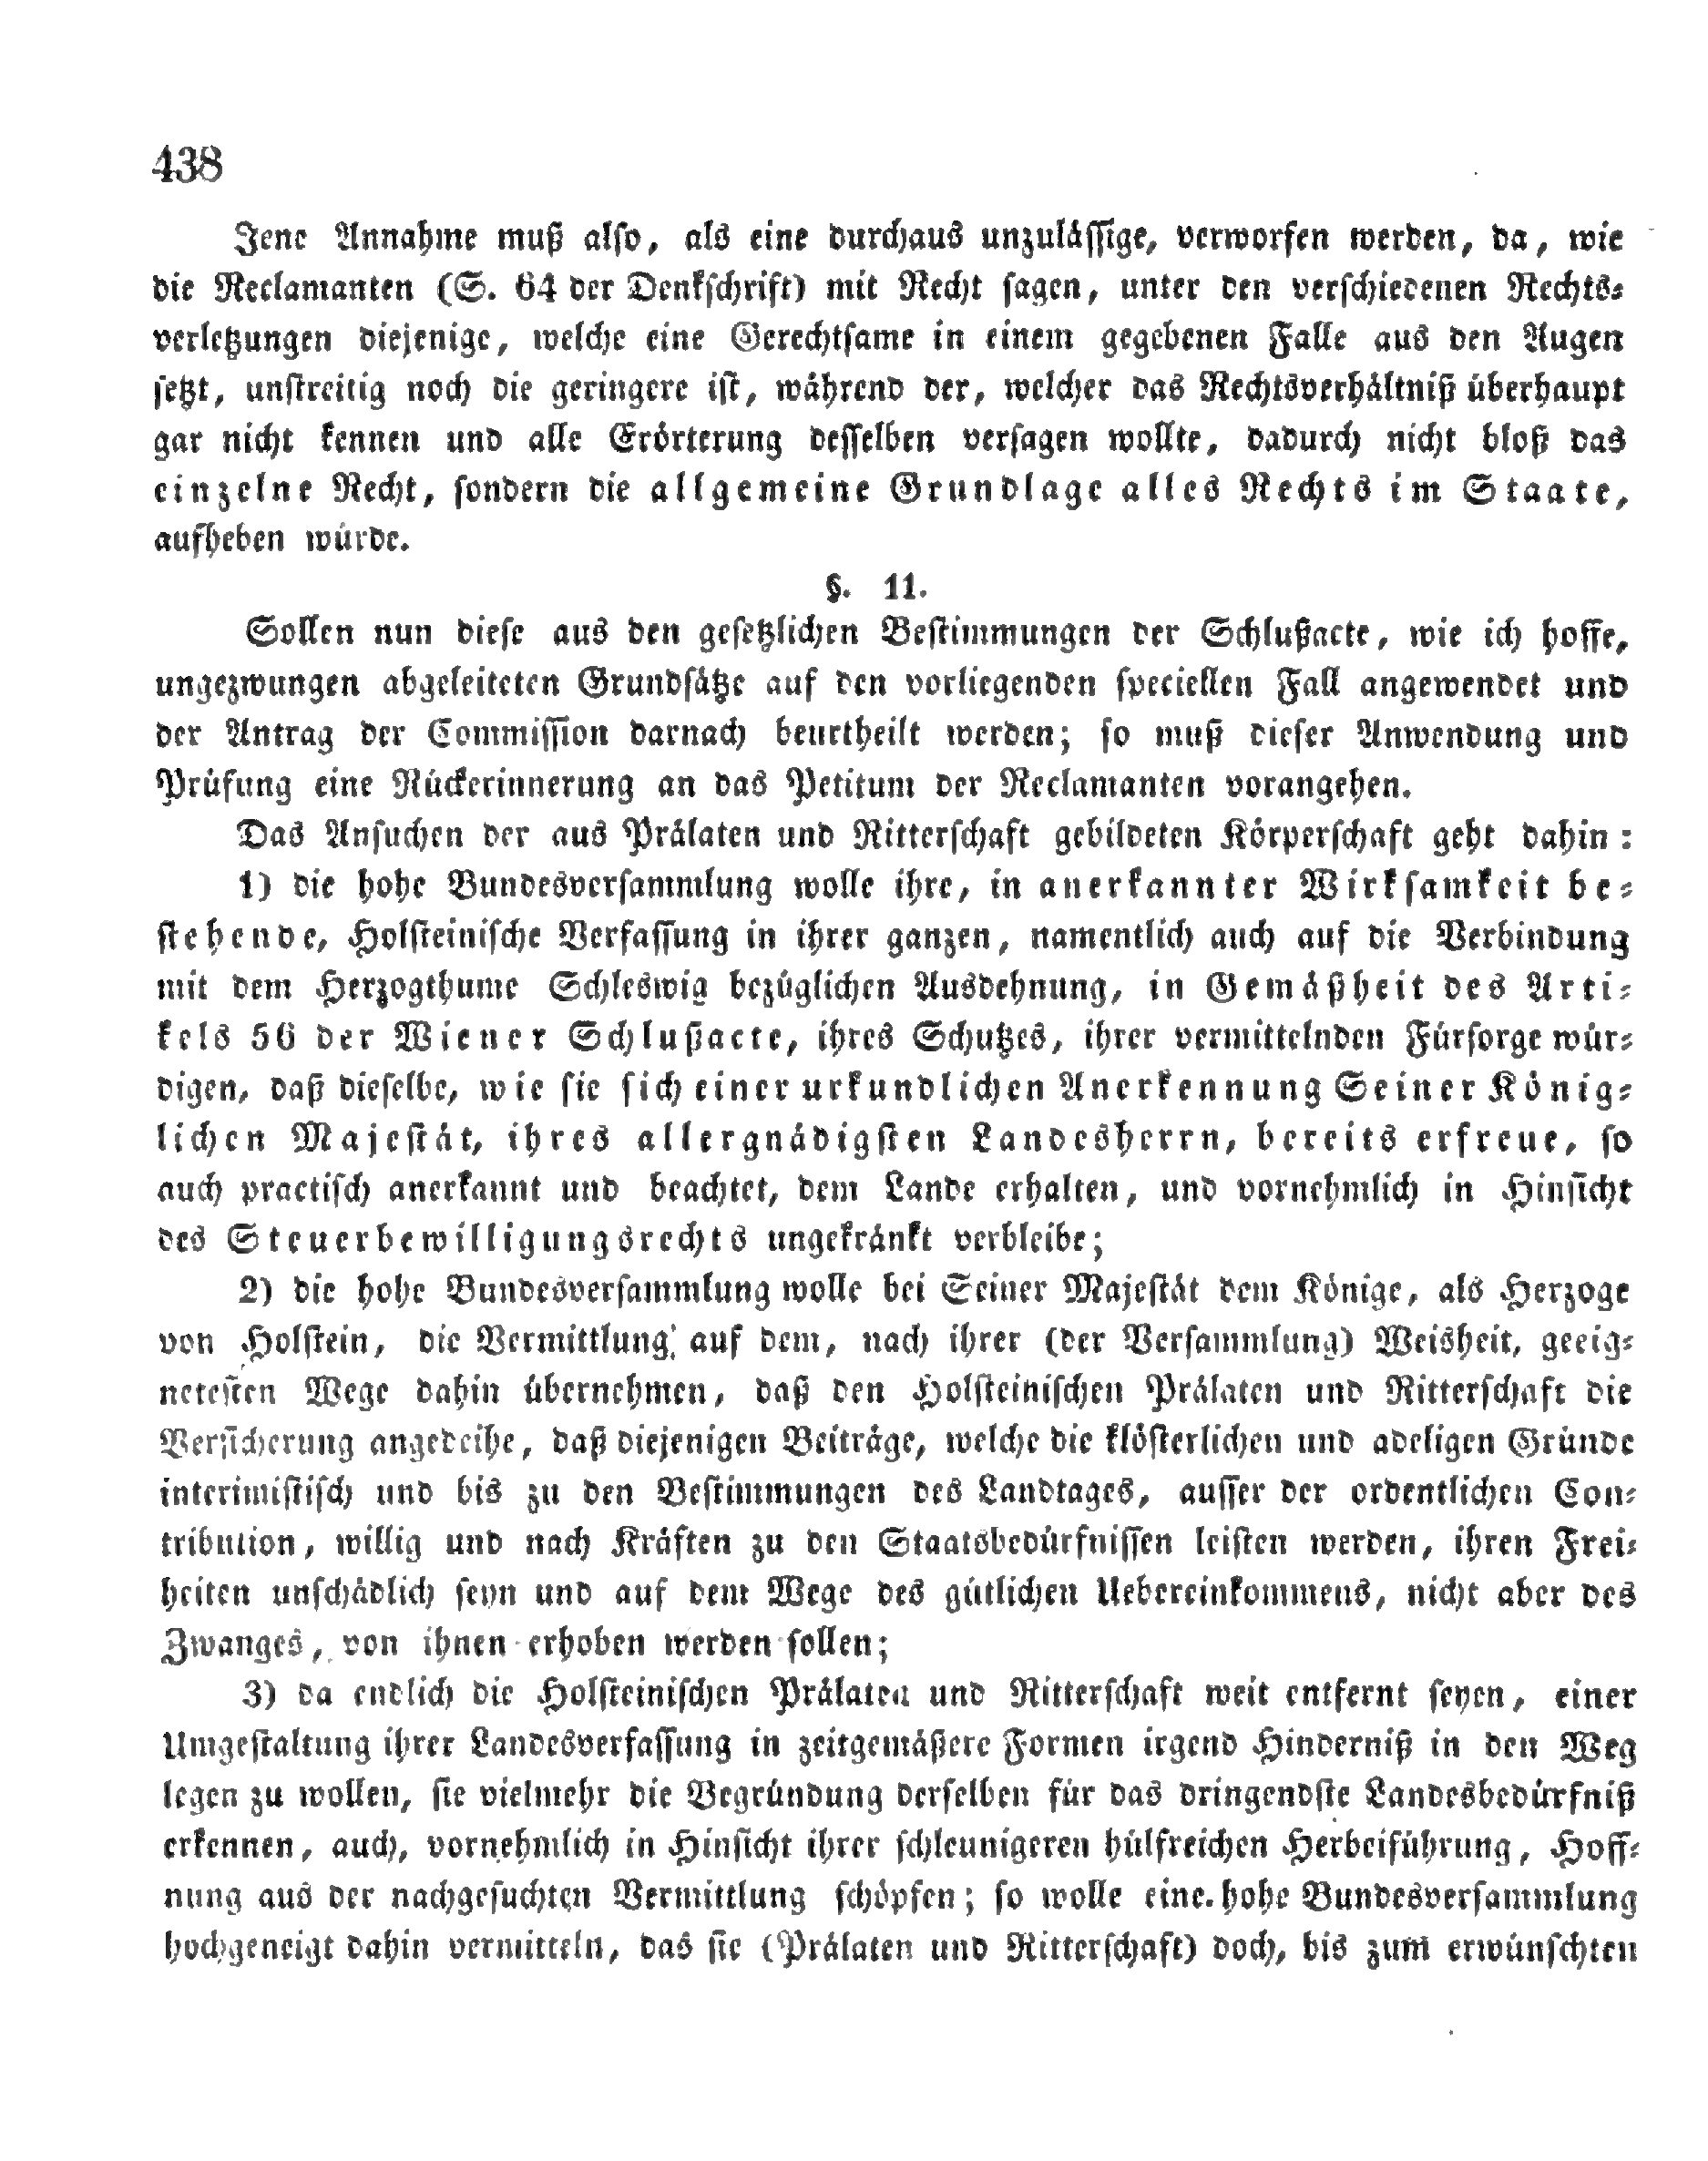 438
Jene Annahme muß also, als eine durchaus unzulässige, verworfen werden, da, wie
die Reclamanten (S. 64 der Denkschrift) mit Recht sagen, unter den verschiedenen Rechts-
verletzungen diejenige, welche eine Gerechtsame in einem gegebenen Falle aus den Augen
setzt, unstreitig noch die geringere ist, während der, welcher das Rechtsverhältniß überhaupt
gar nicht kennen und alle Erörterung desselben versagen wollte, dadurch nicht bloß das
einzelne Recht, sondern die allgemeine Grundlage alles Rechts im Staate,
aufheben würde.
§. 11.
Sollen nun diese aus den gesetzlichen Bestimmungen der Schlußacte, wie ich hoffe,
ungezwungen abgeleiteten Grundsätze auf den vorliegenden speciellen Fall angewendet und
der Antrag der Commission darnach beurtheilt werden; so muß dieser Anwendung und
Prüfung eine Rückerinnerung an das Petitum der Reclamanten vorangehen.
Das Ansuchen der aus Prälaten und Ritterschaft gebildeten Körperschaft geht dahin:
1) die hohe Bundesversammlung wolle ihre, in anerkannter Wirksamkeit be-
stehende, Holsteinische Verfassung in ihrer ganzen, namentlich auch auf die Verbindung
mit dem Herzogthume Schleswig bezüglichen Ausdehnung, in Gemäßheit des Arti-
kels 56 der Wiener Schlußacte, ihres Schutzes, ihrer vermittelnden Fürsorge wür-
digen, daß dieselbe, wie sie sich einer urkundlichen Anerkennung Seiner König-
lichen Majestät, ihres allergnädigsten Landesherrn, bereits erfreue, so
auch practisch anerkannt und beachtet, dem Lande erhalten, und vornehmlich in Hinsicht
des Steuerbewilligungsrechts ungekränkt verbleibe;
2) die hohe Bundesversammlung wolle bei Seiner Majestät dem Könige, als Herzoge
von Holstein, die Vermittlung auf dem, nach ihrer (der Versammlung) Weisheit, geeig-
netesten Wege dahin übernehmen, daß den Holsteinischen Prälaten und Ritterschaft die
Versicherung angedeihe, daß diejenigen Beiträge, welche die klösterlichen und adeligen Gründe
interimistisch und bis zu den Bestimmungen des Landtages, ausser der ordentlichen Con-
tribution, willig und nach Kräften zu den Staatsbedürfnissen leisten werden, ihren Frei-
heiten unschädlich seyn und auf dem Wege des gütlichen Uebereinkommens, nicht aber des
Zwanges, von ihnen erhoben werden sollen;
3) da endlich die Holsteinischen Prälaten und Ritterschaft weit entfernt seyen, einer
Umgestaltung ihrer Landesverfassung in zeitgemäßere Formen irgend Hinderniß in den Weg
legen zu wollen, sie vielmehr die Begründung derselben für das dringendste Landesbedürfniß
erkennen, auch, vornehmlich in Hinsicht ihrer schleunigeren hülfreichen Herbeiführung, Hoff-
nung aus der nachgesuchten Vermittlung schöpfen; so wolle eine hohe Bundesversammlung
hochgeneigt dahin vermitteln, das sie (Prälaten und Ritterschaft) doch, bis zum erwünschten